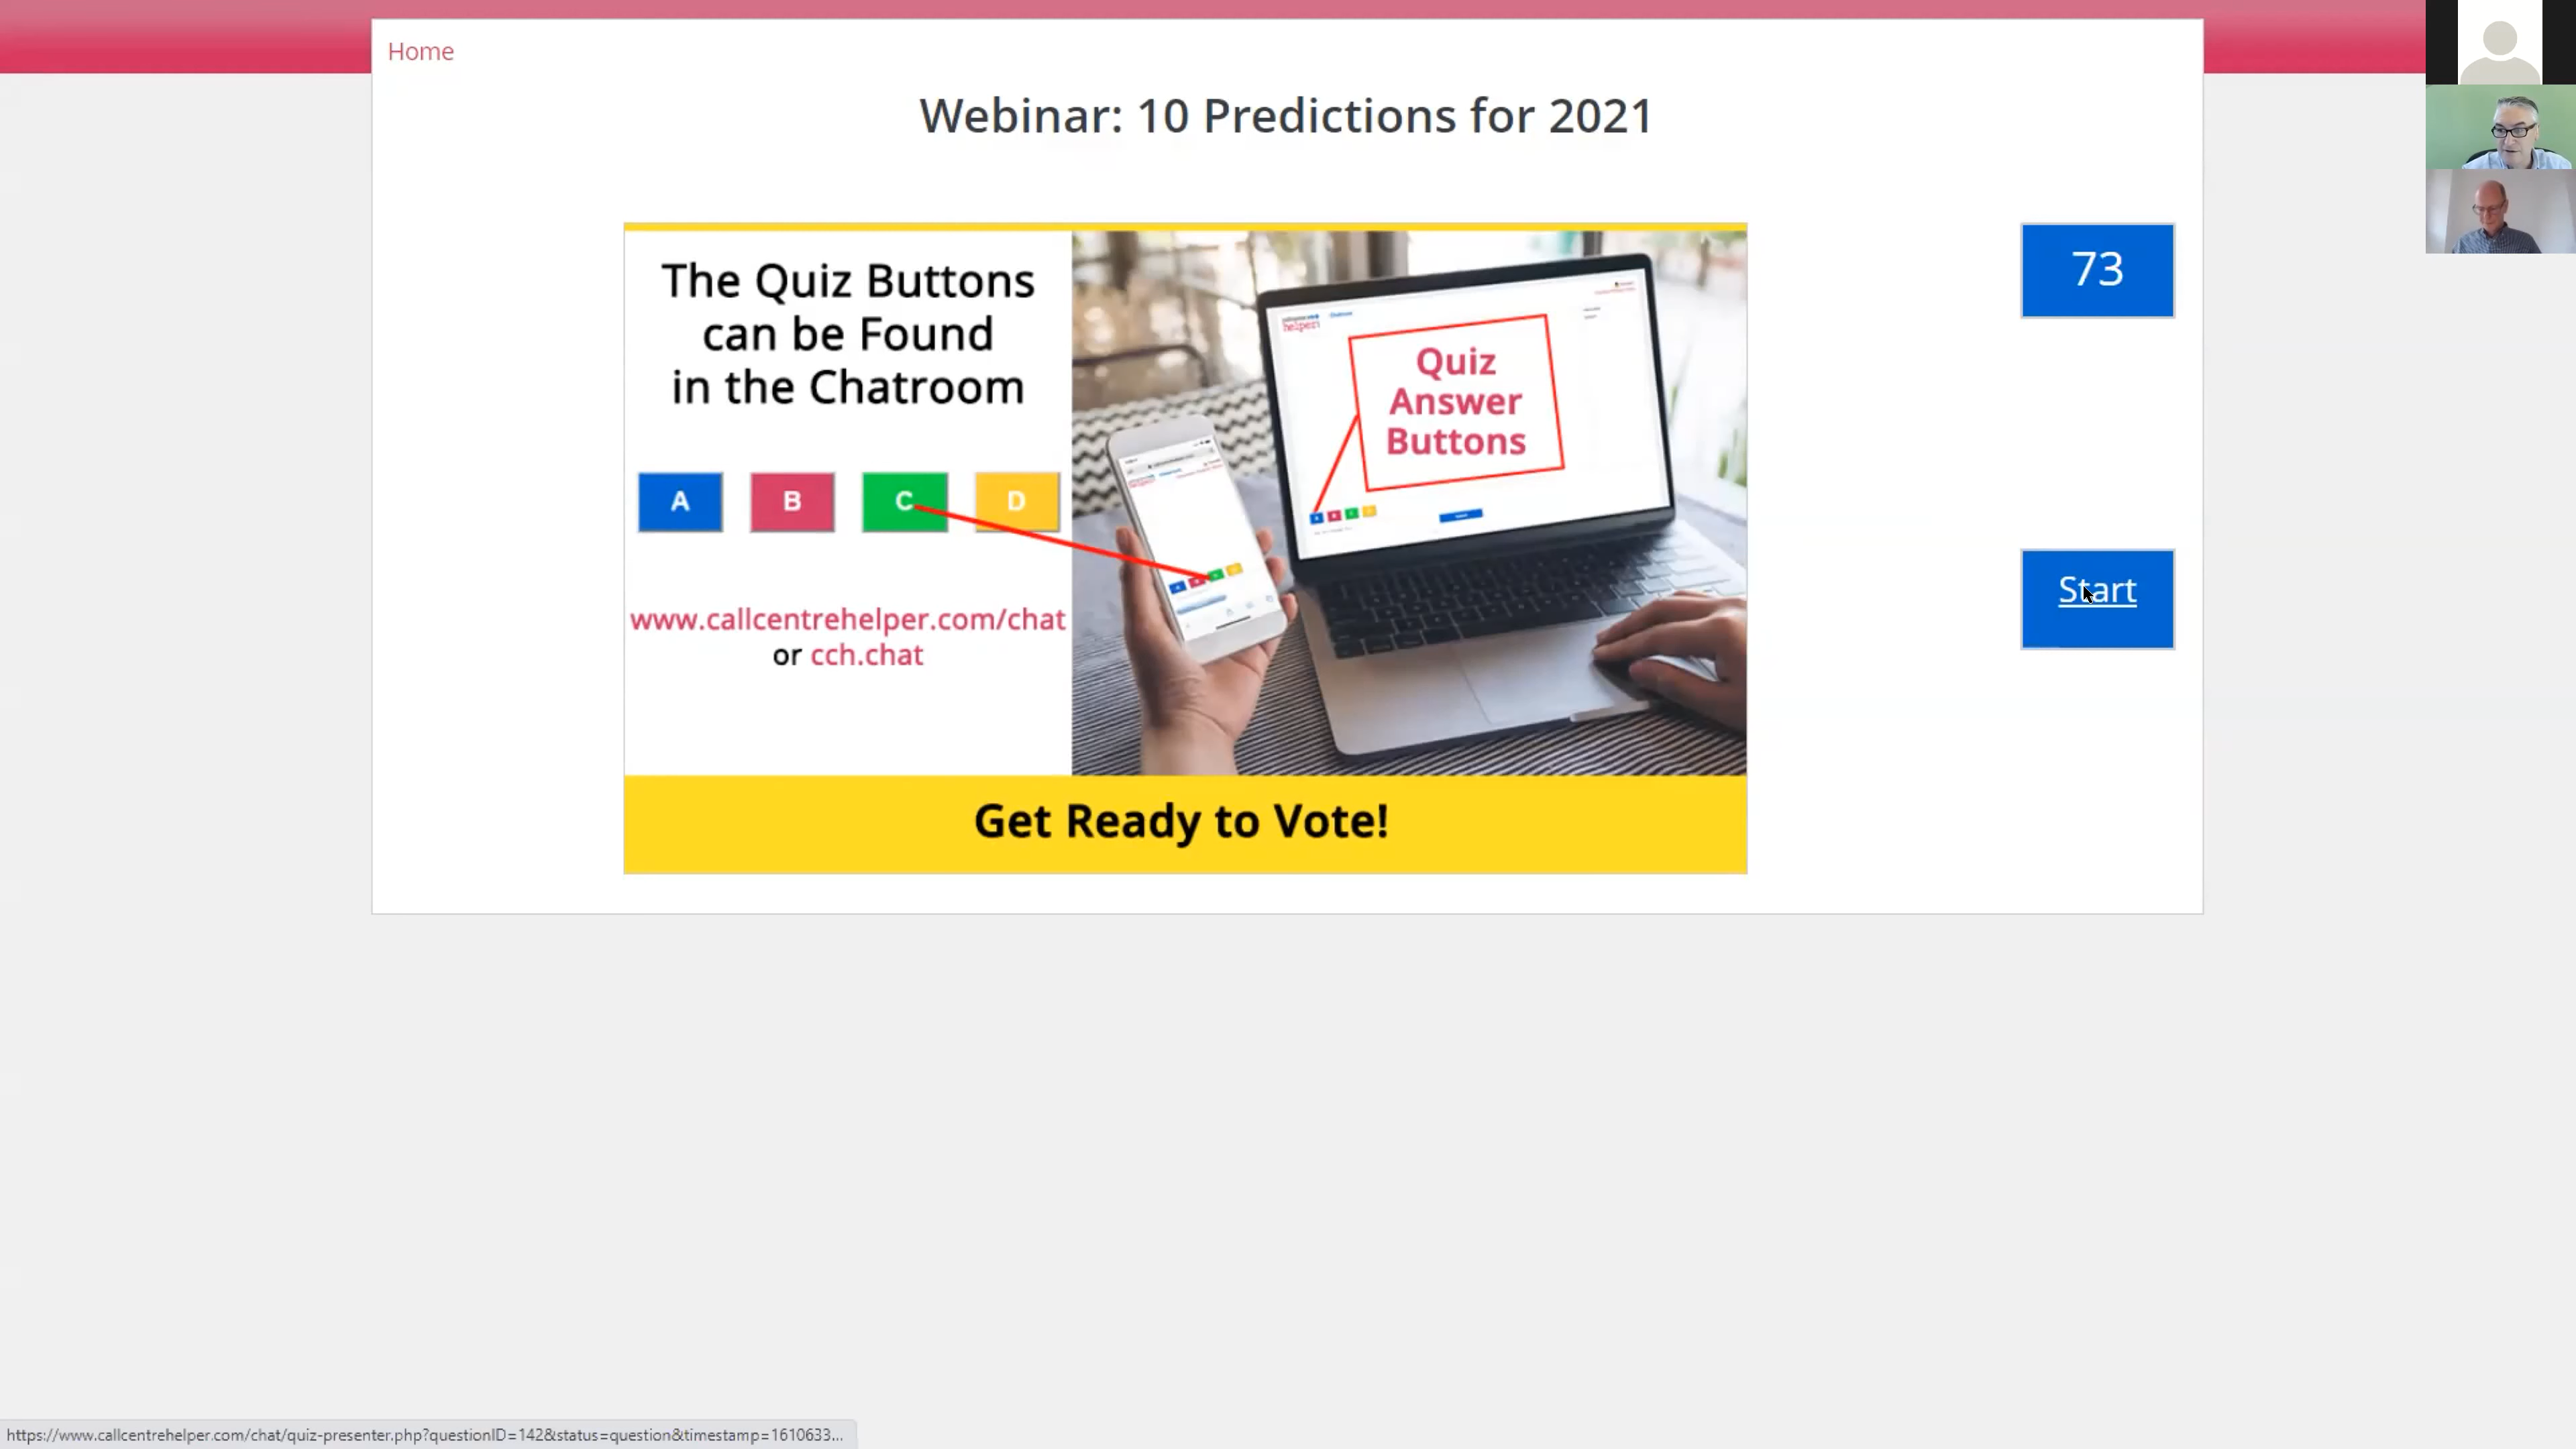 Home
Webinar: 10 Predictions for 2021
The Quiz Buttons
can be Found
in the Chatroom
A B C D
www.callcentrehelper.com/chat
or cch.chat
helper
Chatroom
Quiz
Answer
Buttons
73
Start
Get Ready to Vote!
https://www.callcentrehelper.com/chat/quiz-presenter.php?questionID=142&status=question&timestamp=1610633...